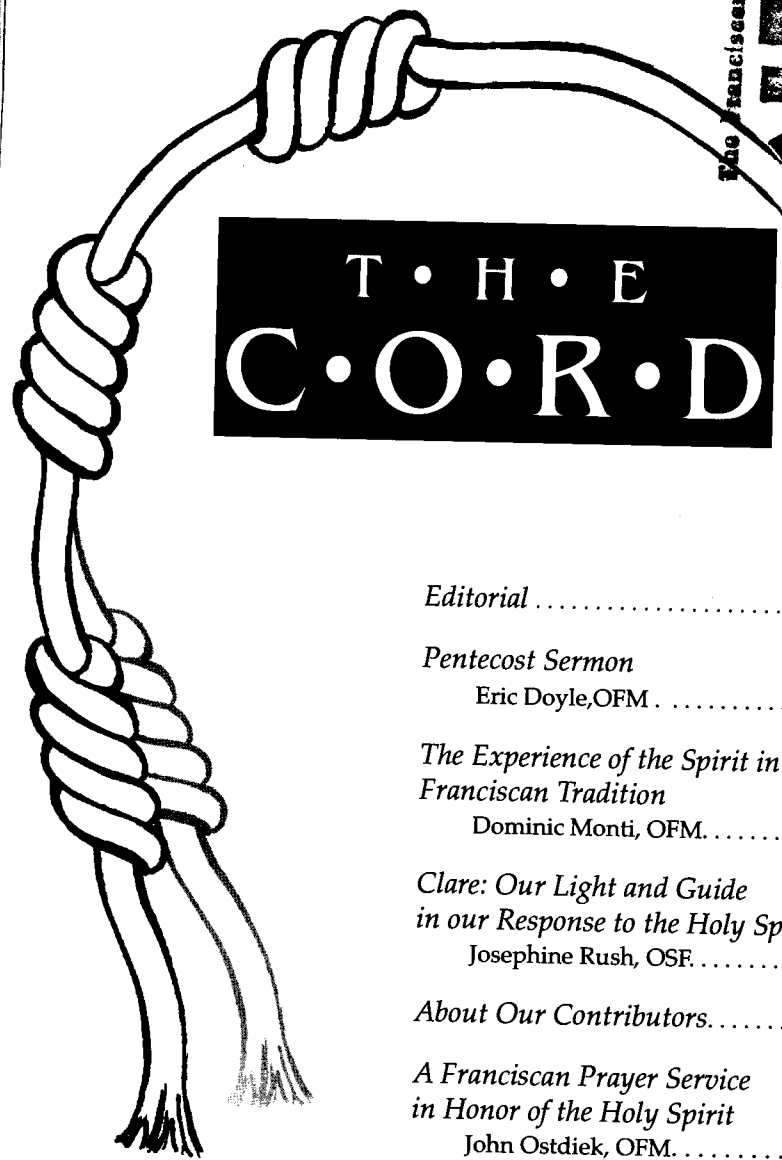 The Franciscan
T • H • E
C • O • R • D
Editorial . . . . . . . . . . . . . . . . . . . . . .
Pentecost Sermon
Eric Doyle,OFM . . . . . . . . . . .
The Experience of the Spirit in
Franciscan Tradition
Dominic Monti, OFM. . . . . . .
Clare: Our Light and Guide
in our Response to the Holy Sp
Josephine Rush, OSF. . . . . . . .
About Our Contributors. . . . . . .
A Franciscan Prayer Service
in Honor of the Holy Spirit
John Ostdiek, OFM. . . . . . . . .